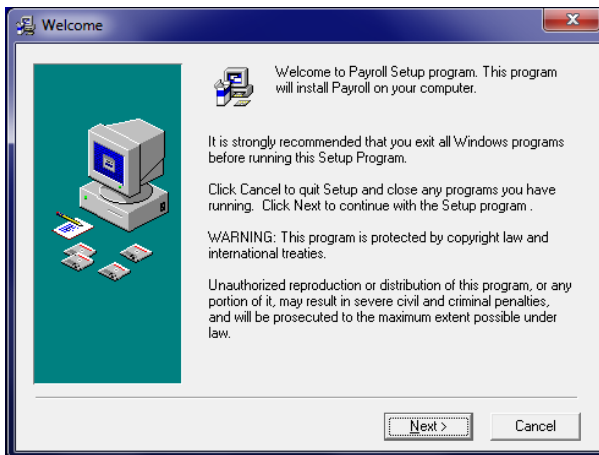 Welcome
Welcome to Payroll Setup program. This program
will install Payroll on your computer.
It is strongly recommended that you exit all Windows programs
before running this Setup Program.
Click Cancel to quit Setup and close any programs you have
running. Click Next to continue with the Setup program .
WARNING: This program is protected by copyright law and
international treaties.
Unauthorized reproduction or distribution of this program, or any
portion of it, may result in severe civil and criminal penalties,
and will be prosecuted to the maximum extent possible under
law.
Next > Cancel